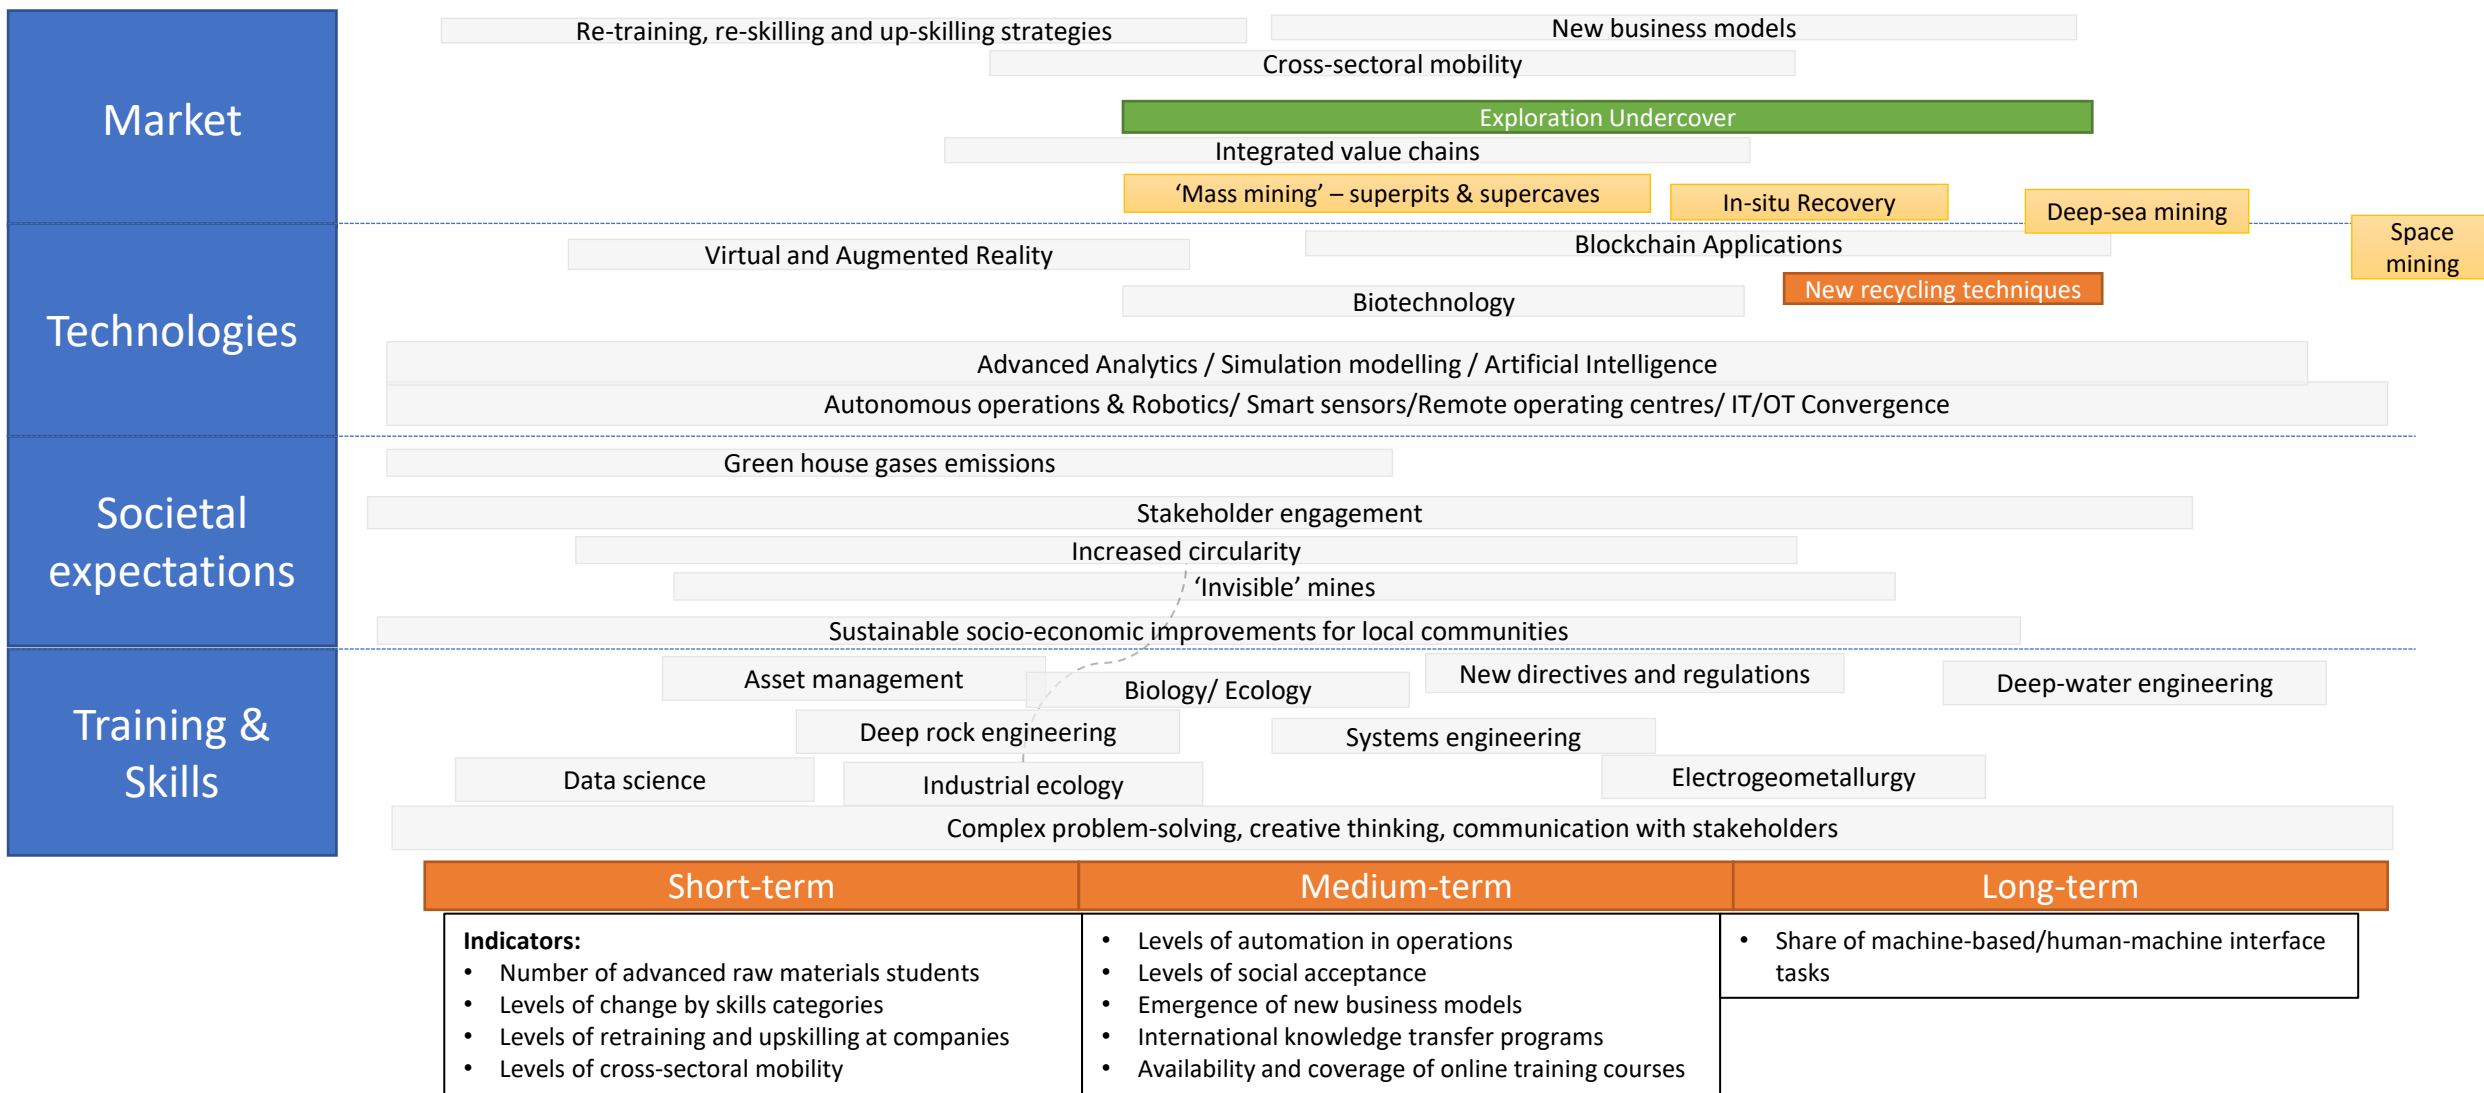 Market
Re-training, re-skilling and up-skilling strategies
New business models
Cross-sectoral mobility
Exploration Undercover
Integrated value chains
‘Mass mining’ – superpits & supercaves
In-situ Recovery
Deep-sea mining
Space
mining
Technologies
Virtual and Augmented Reality
Blockchain Applications
New recycling techniques
Biotechnology
Advanced Analytics / Simulation modelling / Artificial Intelligence
Autonomous operations & Robotics/ Smart sensors/Remote operating centres/ IT/OT Convergence
Societal
expectations
Green house gases emissions
Stakeholder engagement
Increased circularity
‘Invisible’ mines
Sustainable socio-economic improvements for local communities
Training &
Skills
Asset management
Biology/ Ecology
New directives and regulations
Deep-water engineering
Deep rock engineering
Systems engineering
Data science
Industrial ecology
Electrogeometallurgy
Complex problem-solving, creative thinking, communication with stakeholders
Short-term
Medium-term
Long-term
Indicators:
• Number of advanced raw materials students
• Levels of change by skills categories
• Levels of retraining and upskilling at companies
• Levels of cross-sectoral mobility
• Levels of automation in operations
• Levels of social acceptance
• Emergence of new business models
• International knowledge transfer programs
• Availability and coverage of online training courses
• Share of machine-based/human-machine interface
tasks